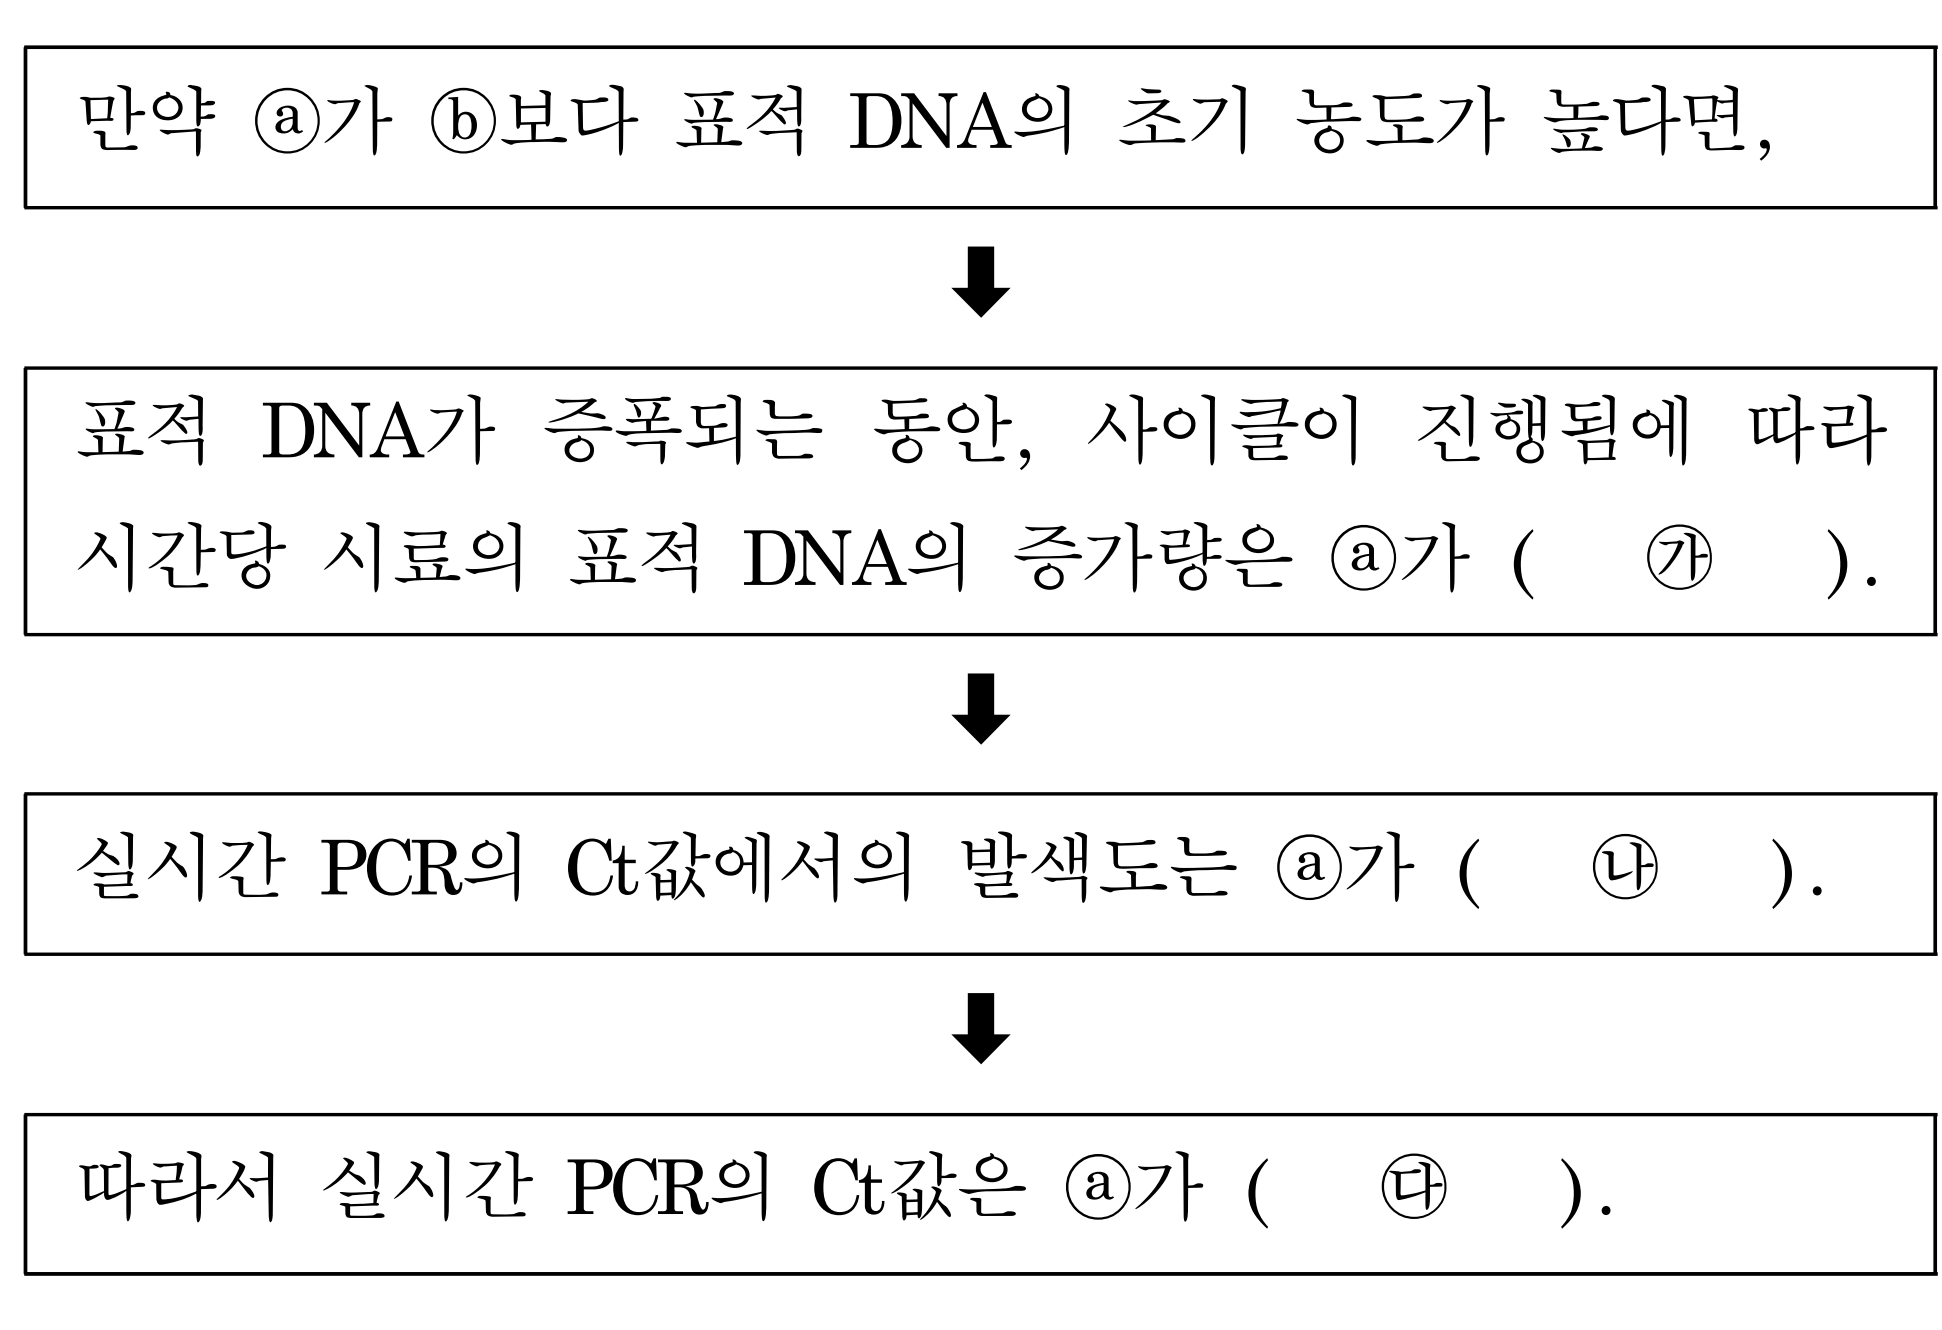 만약 ⓐ가 ⓑ보다 표적 DNA의 초기 농도가 높다면,
표적 DNA가 증폭되는 동안, 사이클이 진행됨에 따라
시간당 시료의 표적 DNA의 증가량은 ⓐ가 ( ㉮ ).
실시간 PCR의 Ct값에서의 발색도는 ⓐ가 ( ㉯ ).
따라서 실시간 PCR의 Ct값은 ⓐ가 ( ㉰ ).